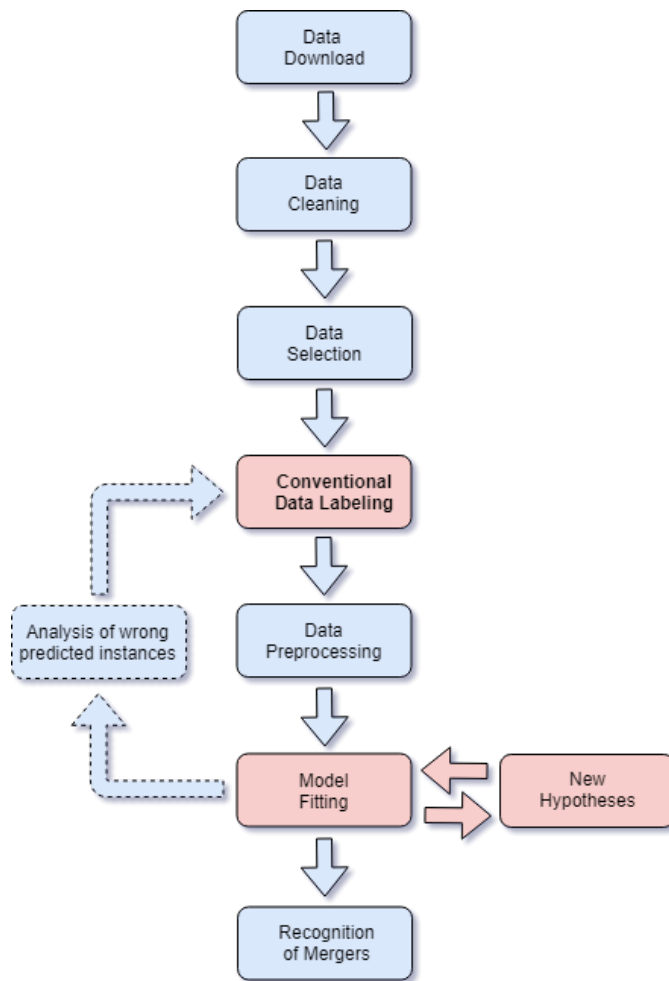 Data
Download
Data
Cleaning
Data
Selection
Conventional
Data Labeling
Analysis of wrong
predicted instances
Data
Preprocessing
Model
Fitting
New
Hypotheses
Recognition
of Mergers